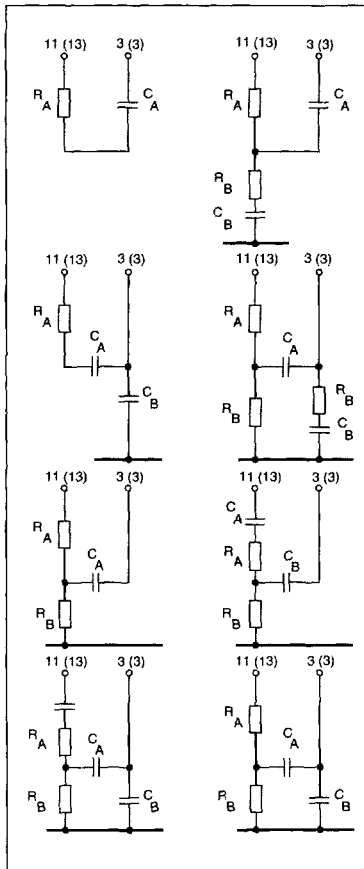 11 (13) 3 (3)
R A
C A
11 (13) 3 (3)
R A
C A
R B
C B
11 (13) 3 (3)
R A
C A
C B
11 (13) 3 (3)
R A
C A
R B
R B
C B
11 (13) 3 (3)
R A
C A
R B
11 (13) 3 (3)
C A
R A
C B
R B
11 (13) 3 (3)
R A
C A
R B
C B
11 (13) 3 (3)
R A
C A
R B
C B